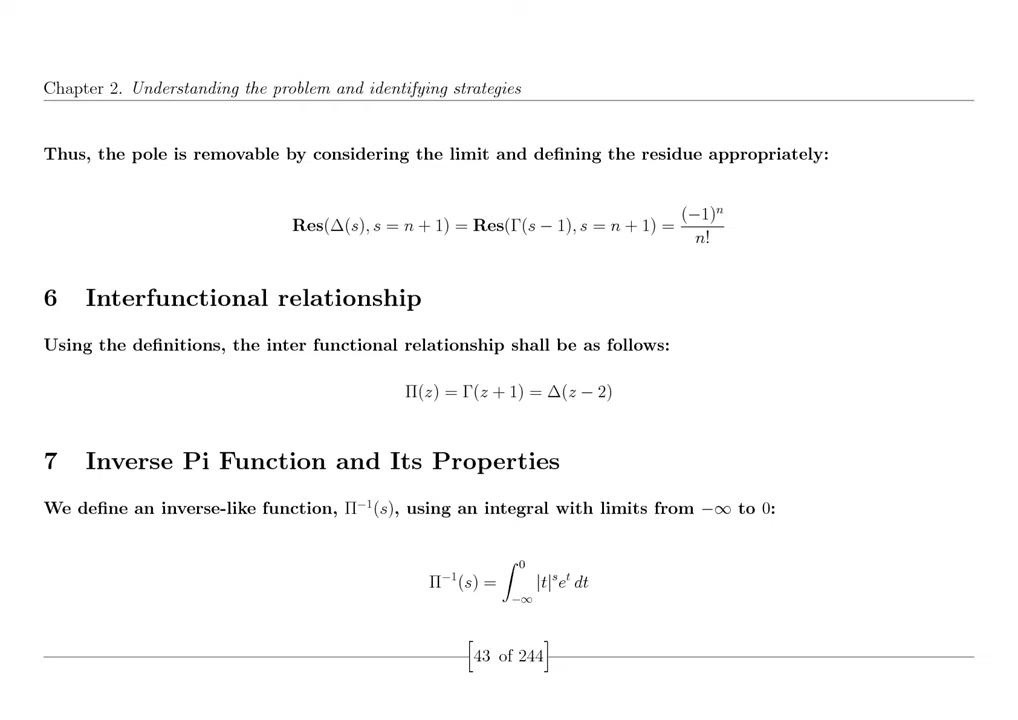 Chapter 2. Understanding the problem and identifying strategies
Thus, the pole is removable by considering the limit and defining the residue appropriately:
Res(Δ(s), s = n + 1) = Res(Γ(s − 1), s = n + 1) = (−1)ⁿ / n!
6 Interfunctional relationship
Using the definitions, the inter functional relationship shall be as follows:
Π(z) = Γ(z + 1) = Δ(z − 2)
7 Inverse Pi Function and Its Properties
We define an inverse-like function, Π⁻¹(s), using an integral with limits from −∞ to 0:
Π⁻¹(s) = ∫_{−∞}^{0} |t|ˢeᵗ dt
43 of 244